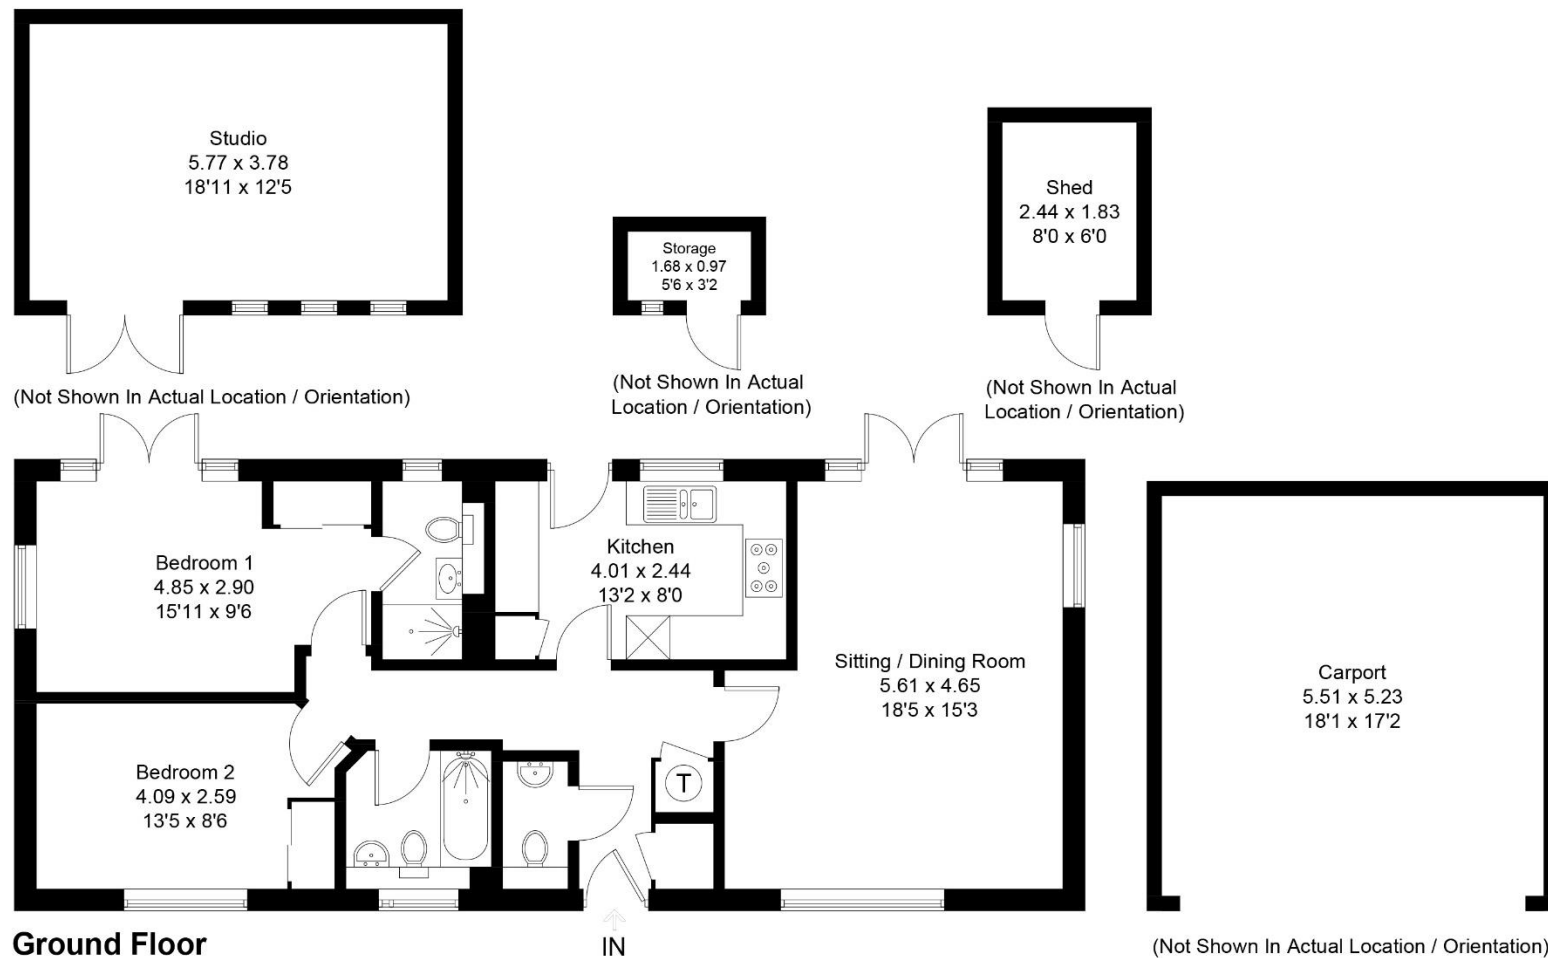 Studio
5.77 x 3.78
18'11 x 12'5
(Not Shown In Actual Location / Orientation)
Storage
1.68 x 0.97
5'6 x 3'2
(Not Shown In Actual
Location / Orientation)
Shed
2.44 x 1.83
8'0 x 6'0
(Not Shown In Actual
Location / Orientation)
Bedroom 1
4.85 x 2.90
15'11 x 9'6
Kitchen
4.01 x 2.44
13'2 x 8'0
Sitting / Dining Room
5.61 x 4.65
18'5 x 15'3
Carport
5.51 x 5.23
18'1 x 17'2
Bedroom 2
4.09 x 2.59
13'5 x 8'6
T
Ground Floor
IN
(Not Shown In Actual Location / Orientation)